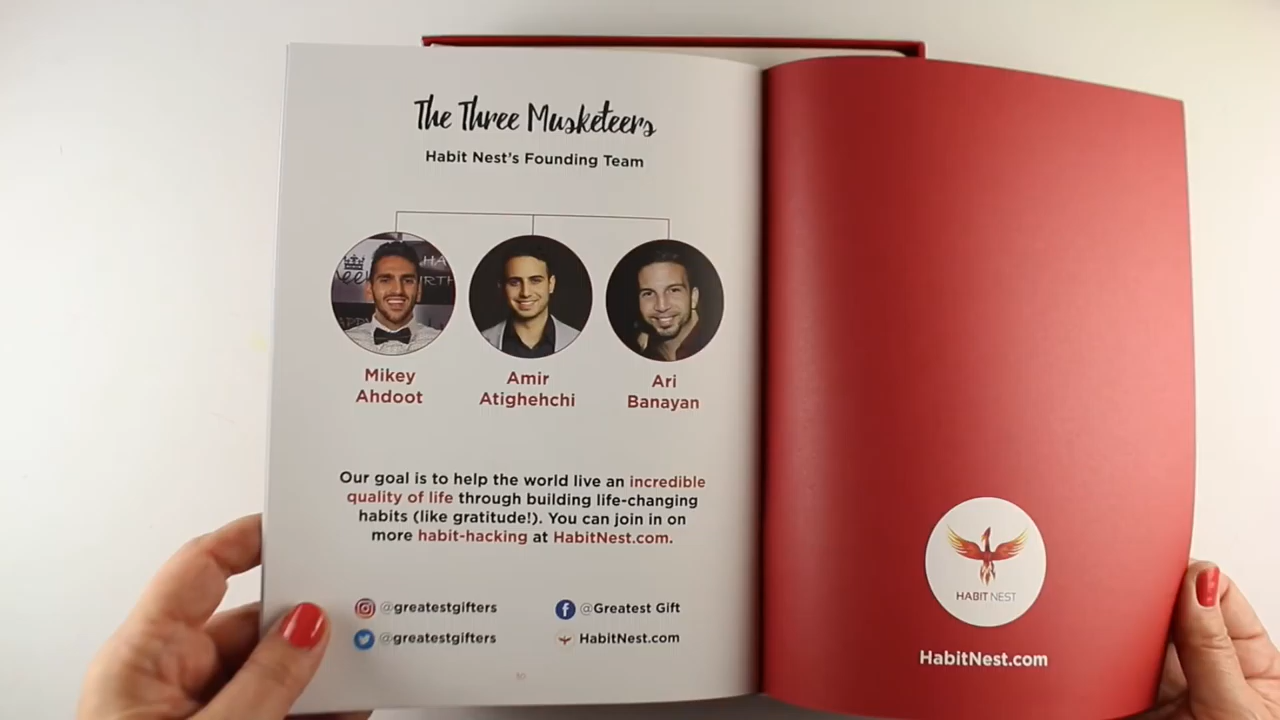 The Three Musketeers
Habit Nest's Founding Team
Mikey
Ahdoot
Amir
Atighehchi
Ari
Banayan
Our goal is to help the world live an incredible
quality of life through building life-changing
habits (like gratitude!). You can join in on
more habit-hacking at HabitNest.com.
@greatestgifters
@Greatest Gift
@greatestgifters
HabitNest.com
HABIT NEST
HabitNest.com